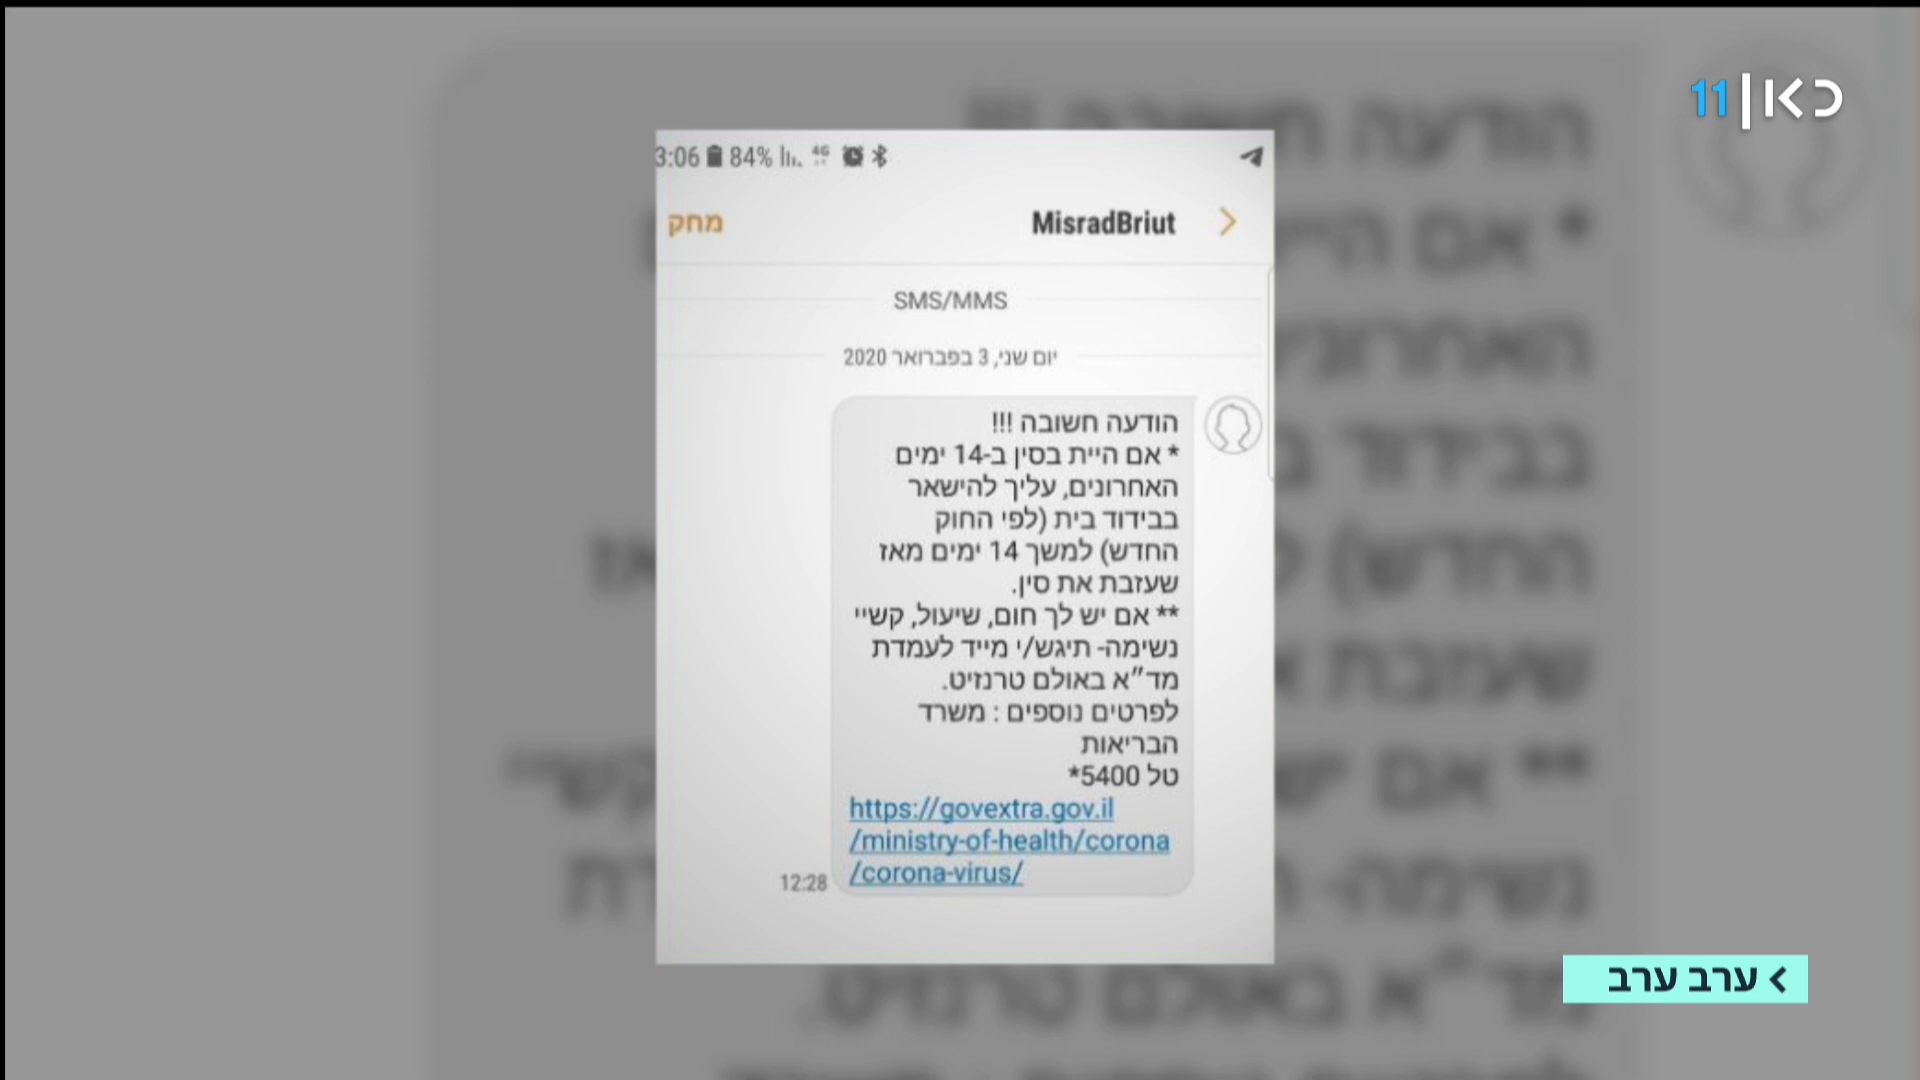 כאן 11
3:06 84% 4G
MisradBriut
מחק
SMS/MMS
יום שני, 3 בפברואר 2020
הודעה חשובה !!!
* אם היית בסין ב-14 ימים
האחרונים, עליך להישאר
בבידוד בית (לפי החוק
החדש) למשך 14 ימים מאז
שעזבת את סין.
** אם יש לך חום, שיעול, קשיי
נשימה- תיגש/י מייד לעמדת
מד״א באולם טרנזיט.
לפרטים נוספים : משרד
הבריאות
טל 5400*
https://govextra.gov.il
/ministry-of-health/corona
/corona-virus/
12:28
ערב ערב